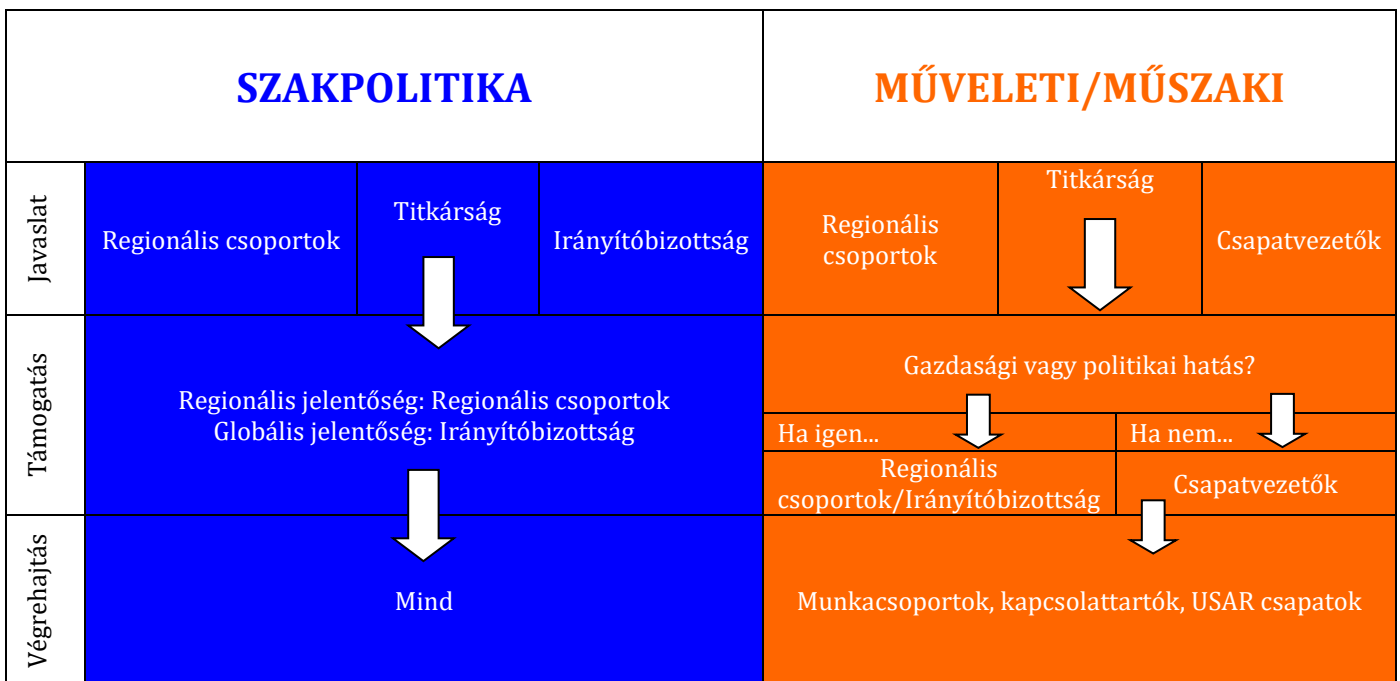 SZAKPOLITIKA
MŰVELETI/MŰSZAKI
Javaslat
Regionális csoportok
Titkárság
Irányítóbizottság
Regionális
csoportok
Titkárság
Csapatvezetők
Támogatás
Regionális jelentőség: Regionális csoportok
Globális jelentőség: Irányítóbizottság
Gazdasági vagy politikai hatás?
Ha igen...
Ha nem...
Regionális
csoportok/Irányítóbizottság
Csapatvezetők
Végrehajtás
Mind
Munkacsoportok, kapcsolattartók, USAR csapatok